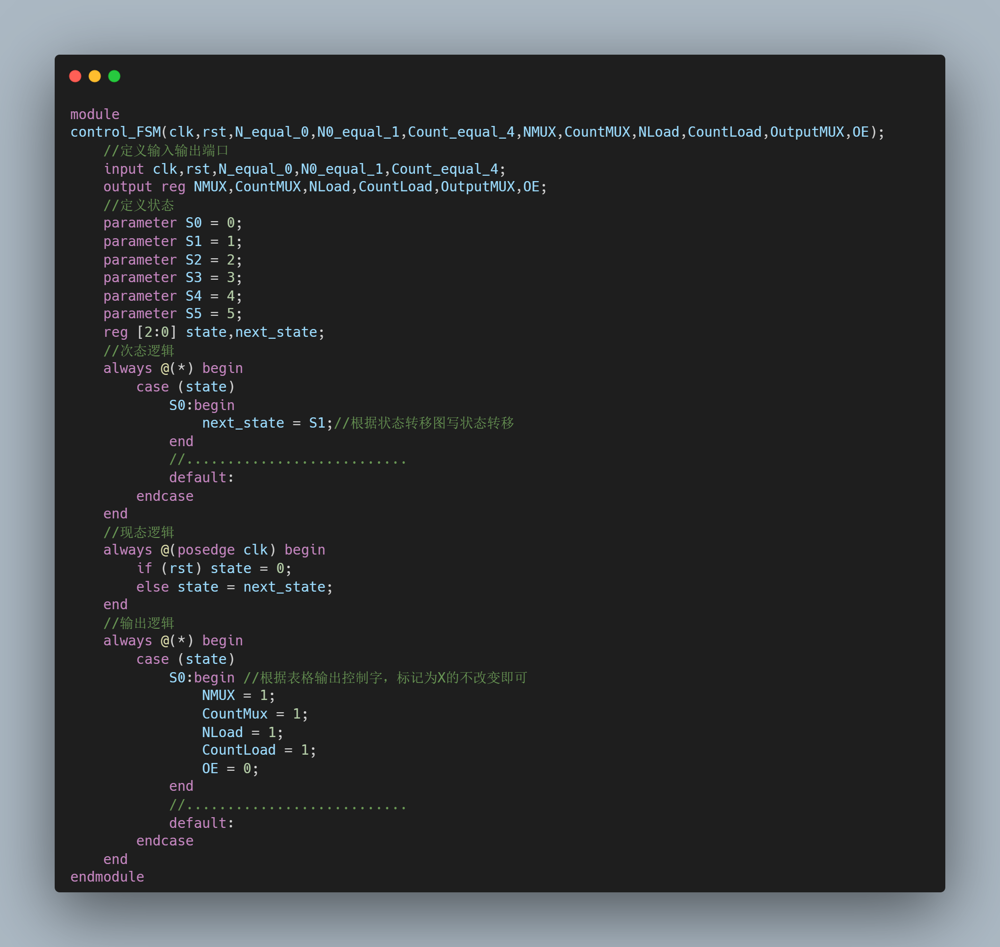 module
control_FSM(clk,rst,N_equal_0,N0_equal_1,Count_equal_4,NMUX,CountMUX,NLoad,CountLoad,OutputMUX,OE);
    //定义输入输出端口
    input clk,rst,N_equal_0,N0_equal_1,Count_equal_4;
    output reg NMUX,CountMUX,NLoad,CountLoad,OutputMUX,OE;
    //定义状态
    parameter S0 = 0;
    parameter S1 = 1;
    parameter S2 = 2;
    parameter S3 = 3;
    parameter S4 = 4;
    parameter S5 = 5;
    reg [2:0] state,next_state;
    //次态逻辑
    always @(*) begin
        case (state)
            S0:begin
                next_state = S1;//根据状态转移图写状态转移
            end
            //...........................
            default:
        endcase
    end
    //现态逻辑
    always @(posedge clk) begin
        if (rst) state = 0;
        else state = next_state;
    end
    //输出逻辑
    always @(*) begin
        case (state)
            S0:begin //根据表格输出控制字，标记为X的不改变即可
                NMUX = 1;
                CountMux = 1;
                NLoad = 1;
                CountLoad = 1;
                OE = 0;
            end
            //...........................
            default:
        endcase
    end
endmodule